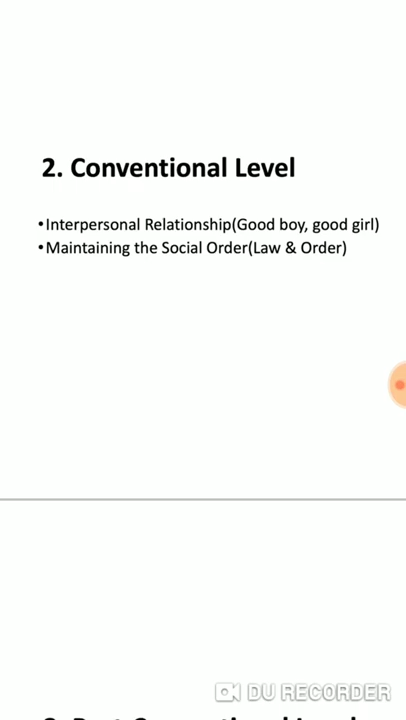 2. Conventional Level
•Interpersonal Relationship(Good boy, good girl)
•Maintaining the Social Order(Law & Order)
DU RECORDER